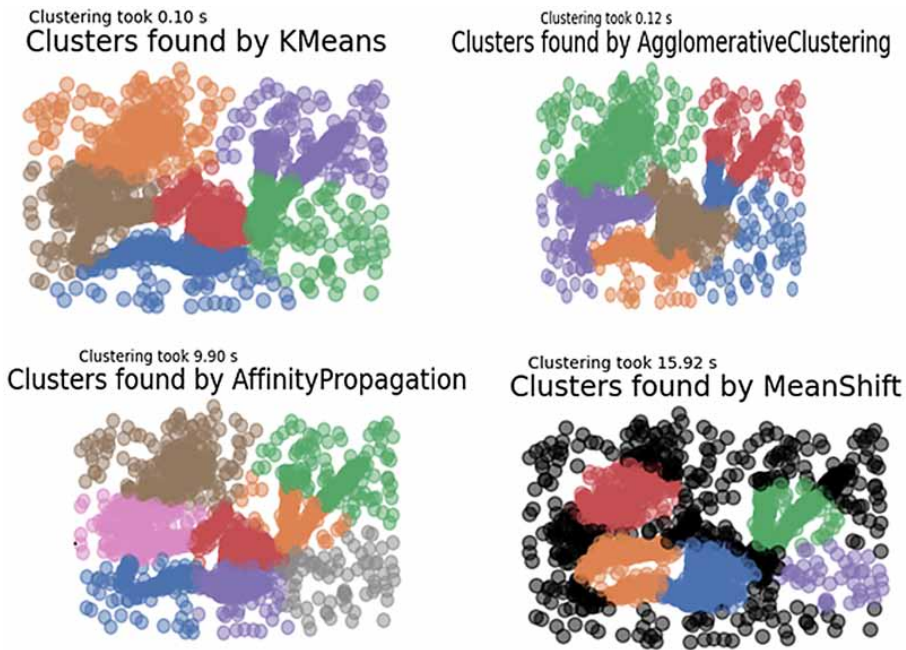 Clustering took 0.10 s
Clusters found by KMeans
Clustering took 0.12 s
Clusters found by AgglomerativeClustering
Clustering took 9.90 s
Clusters found by AffinityPropagation
Clustering took 15.92 s
Clusters found by MeanShift